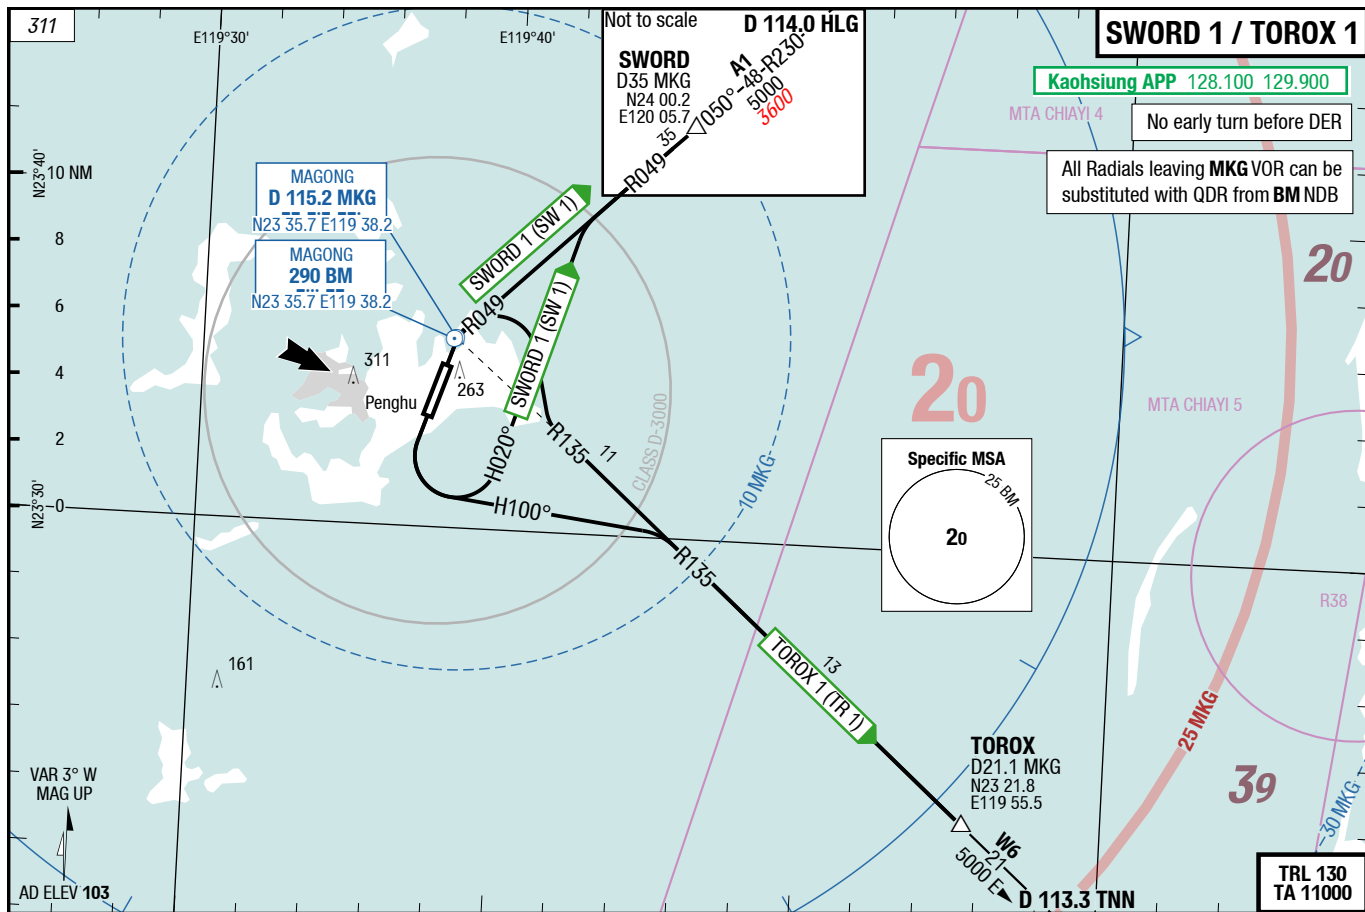 311
E119°30'
E119°40'
Not to scale
D 114.0 HLG
SWORD
D35 MKG
N24 00.2
E120 05.7
A1
050°-48-R230-
5000
3600
35
R049
SWORD 1 / TOROX 1
Kaohsiung APP 128.100 129.900
No early turn before DER
All Radials leaving MKG VOR can be
substituted with QDR from BM NDB
MTA CHIAYI 4
N23°40'
10 NM
8
6
4
2
0
N23°30'
MAGONG
D 115.2 MKG
N23 35.7 E119 38.2
MAGONG
290 BM
N23 35.7 E119 38.2
SWORD 1 (SW 1)
R049
SWORD 1 (SW 1)
20
20
311
263
Penghu
MTA CHIAYI 5
CLASS D-3000
R135
11
H020°
H100°
10 MKG
Specific MSA
25 BM
20
R135
R38
161
13
TOROX 1 (TR 1)
25 MKG
TOROX
D21.1 MKG
N23 21.8
E119 55.5
39
30 MKG
VAR 3° W
MAG UP
W6
21
5000 E
D 113.3 TNN
AD ELEV 103
TRL 130
TA 11000